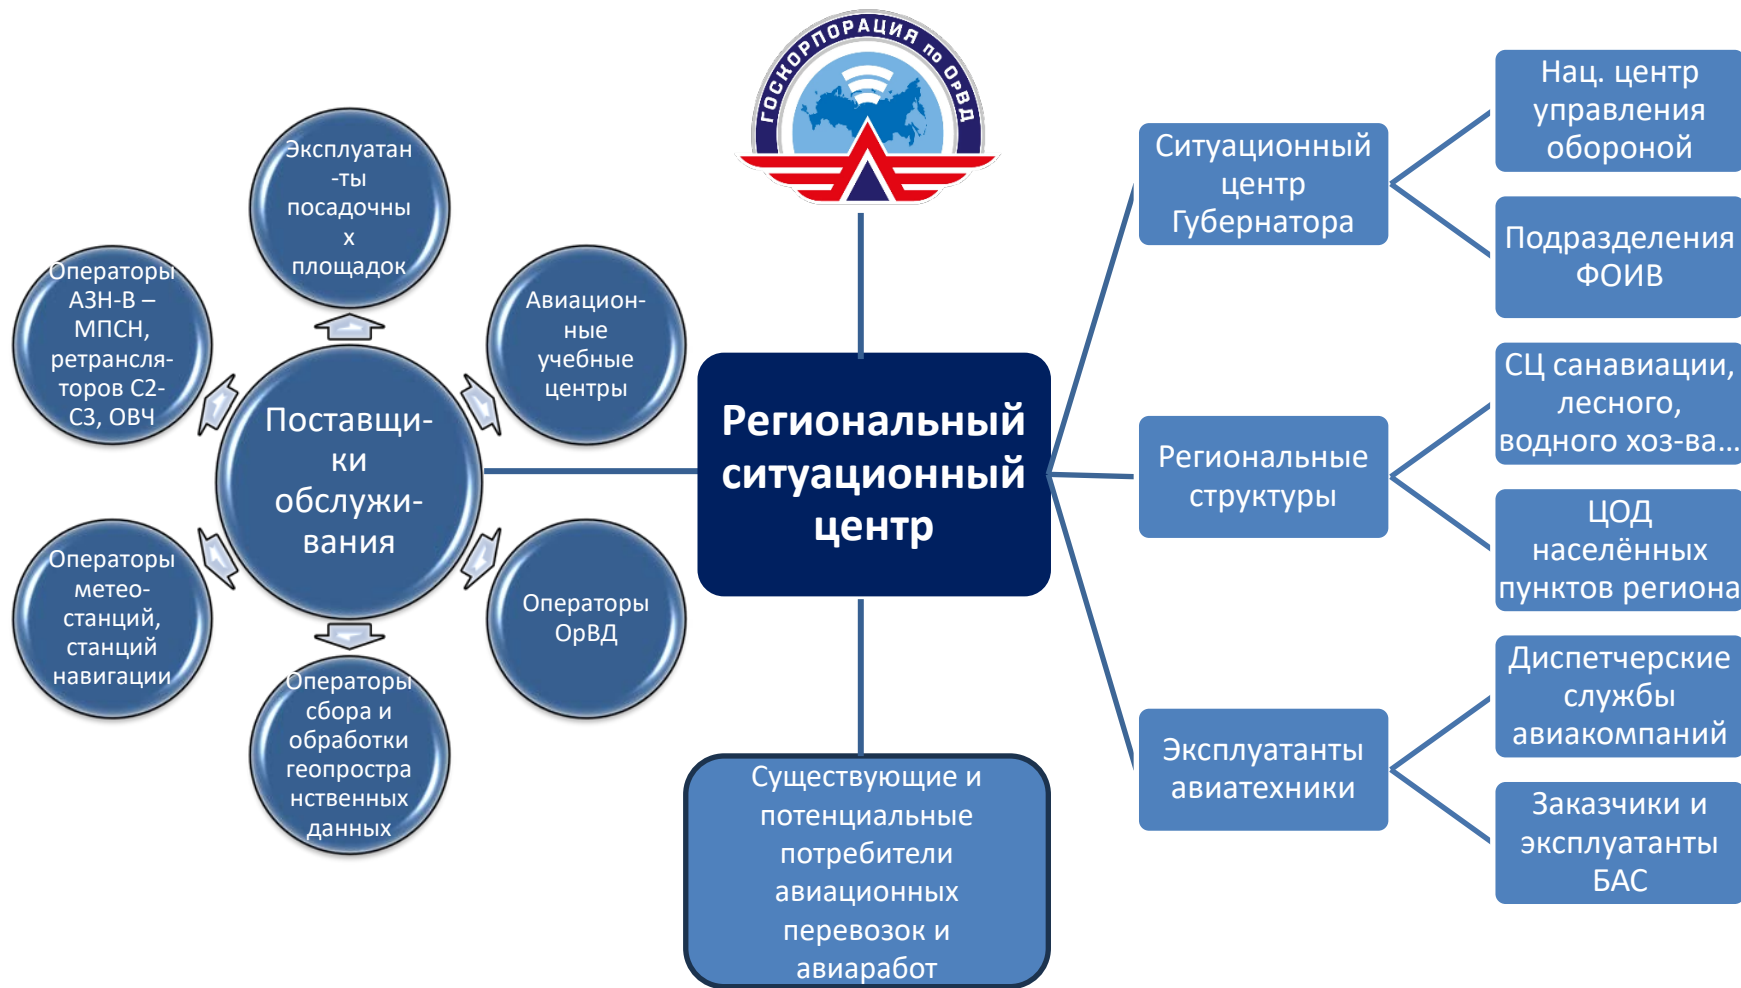 ГОСКОРПОРАЦИЯ по ОрВД
Эксплуатан
-ты
посадочны
х
площадок
Операторы
АЗН-В –
МПСН,
ретрансля-
торов С2-
С3, ОВЧ
Авиацион-
ные
учебные
центры
Поставщи-
ки
обслужи-
вания
Операторы
метео-
станций,
станций
навигации
Операторы
ОрВД
Операторы
сбора и
обработки
геопростра
нственных
данных
Региональный
ситуационный
центр
Существующие и
потенциальные
потребители
авиационных
перевозок и
авиаработ
Ситуационный
центр
Губернатора
Нац. центр
управления
обороной
Подразделения
ФОИВ
Региональные
структуры
СЦ санавиации,
лесного,
водного хоз-ва…
ЦОД
населённых
пунктов региона
Эксплуатанты
авиатехники
Диспетчерские
службы
авиакомпаний
Заказчики и
эксплуатанты
БАС